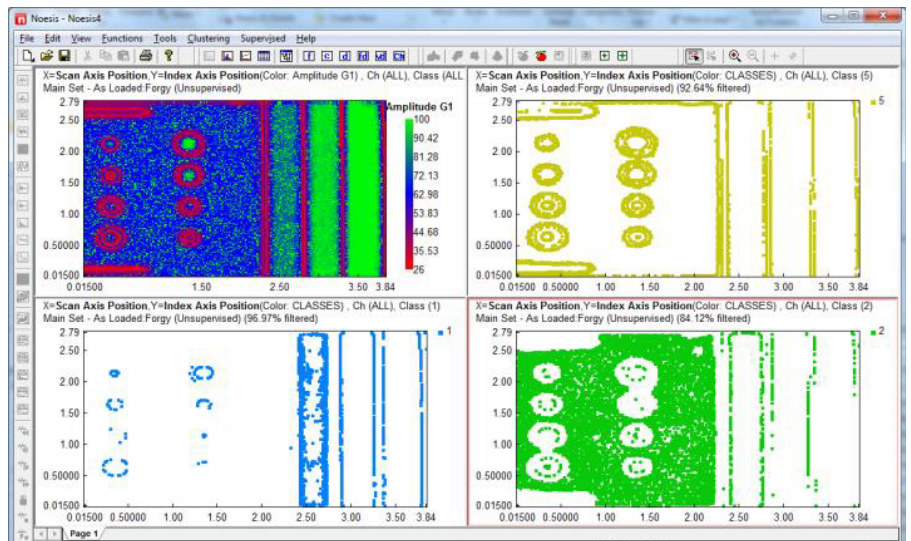 Noesis - Noesis4
File Edit View Functions Tools Clustering Supervised Help
X=Scan Axis Position,Y=Index Axis Position(Color: Amplitude G1) , Ch (ALL), Class (ALL
Main Set - As Loaded:Forgy (Unsupervised)
2.79
2.50
2.00
1.50
1.00
0.50000
0.01500
0.01500 0.50000 1.00 1.50 2.00 2.50 3.00 3.84
Amplitude G1
100
90.42
81.28
72.13
62.98
53.83
44.68
35.53
26
X=Scan Axis Position,Y=Index Axis Position(Color: CLASSES) , Ch (ALL), Class (5)
Main Set - As Loaded:Forgy (Unsupervised) (92.64% filtered)
5
2.79
2.50
2.00
1.50
1.00
0.50000
0.01500
0.01500 0.50000 1.00 1.50 2.00 2.50 3.00 3.50 3.84
X=Scan Axis Position,Y=Index Axis Position(Color: CLASSES) , Ch (ALL), Class (1)
Main Set - As Loaded:Forgy (Unsupervised) (96.97% filtered)
1
2.79
2.50
2.00
1.50
1.00
0.50000
0.01500
0.01500 0.50000 1.00 1.50 2.00 2.50 3.00 3.50 3.84
X=Scan Axis Position,Y=Index Axis Position(Color: CLASSES) , Ch (ALL), Class (2)
Main Set - As Loaded:Forgy (Unsupervised) (84.12% filtered)
2
2.79
2.50
2.00
1.50
1.00
0.50000
0.01500
0.01500 0.50000 1.00 1.50 2.00 2.50 3.00 3.50 3.84
Page 1